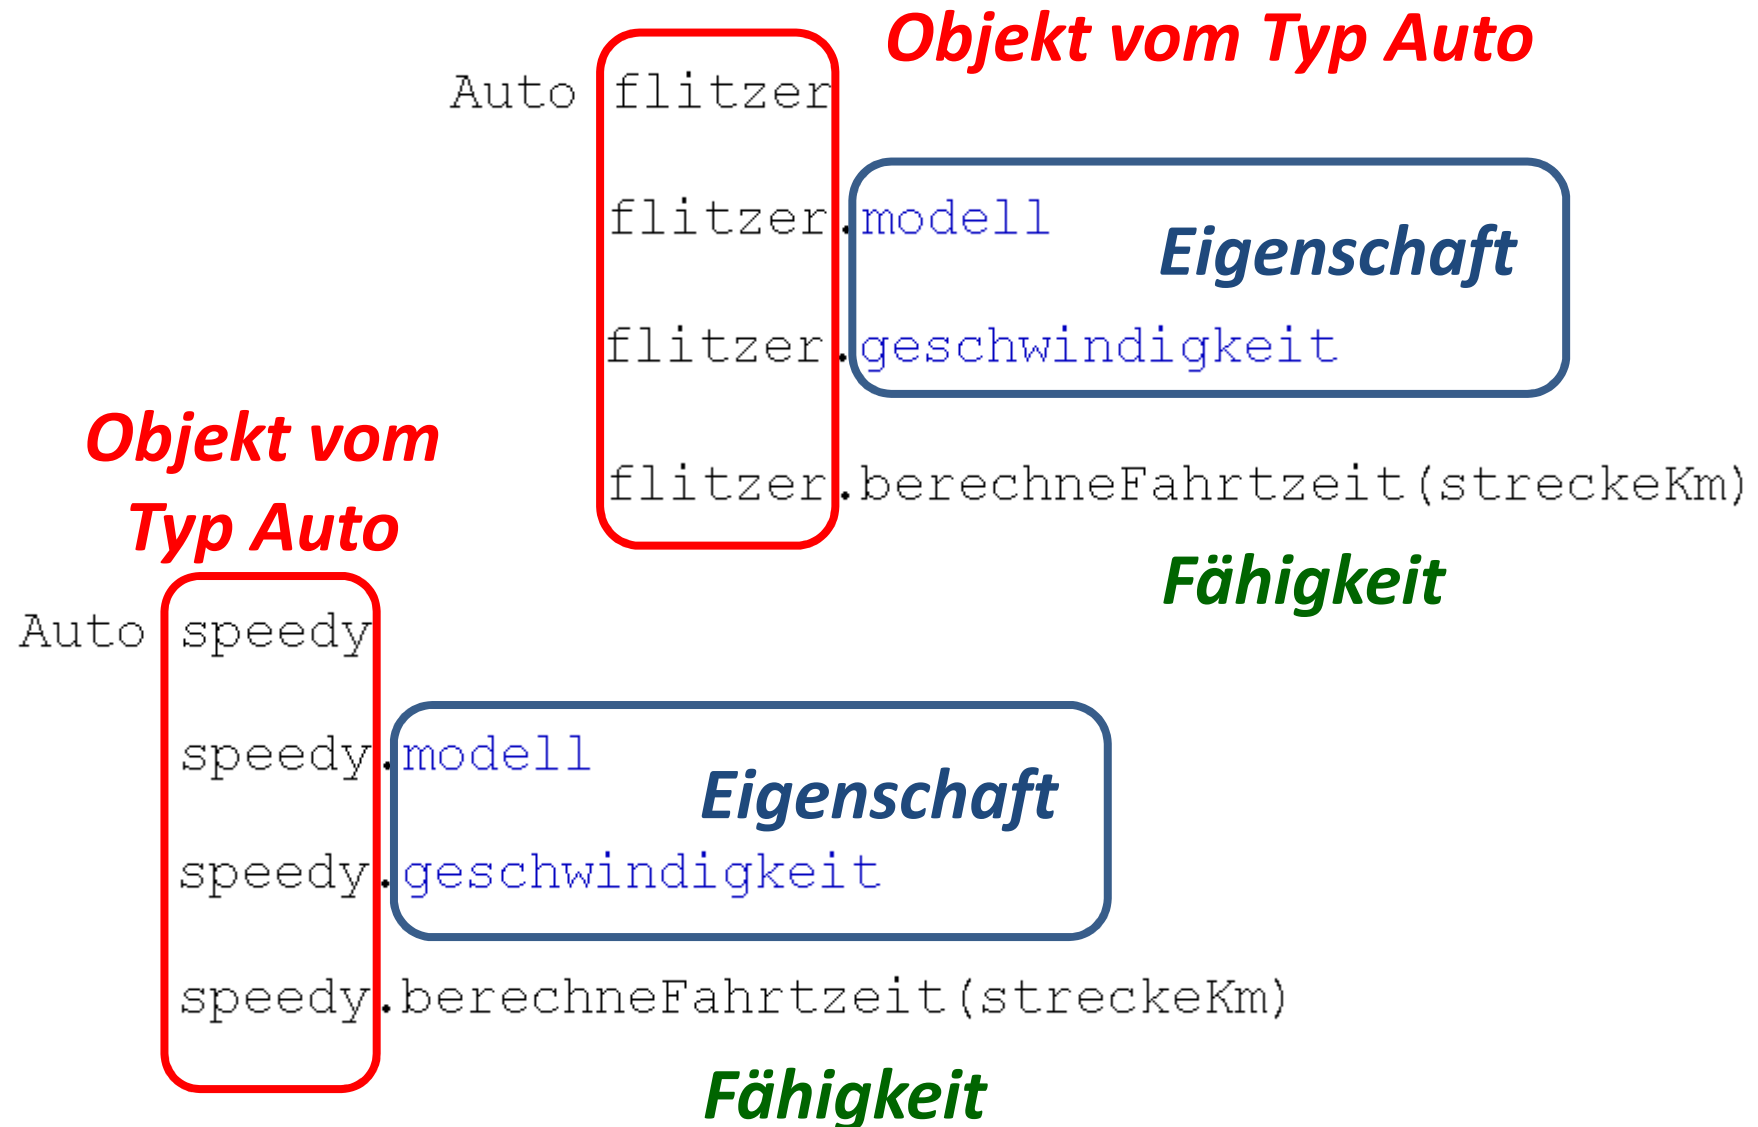 Objekt vom Typ Auto
Auto flitzer
flitzer.modell
Eigenschaft
flitzer.geschwindigkeit
flitzer.berechneFahrtzeit(streckeKm)
Fähigkeit
Objekt vom
Typ Auto
Auto speedy
speedy.modell
Eigenschaft
speedy.geschwindigkeit
speedy.berechneFahrtzeit(streckeKm)
Fähigkeit